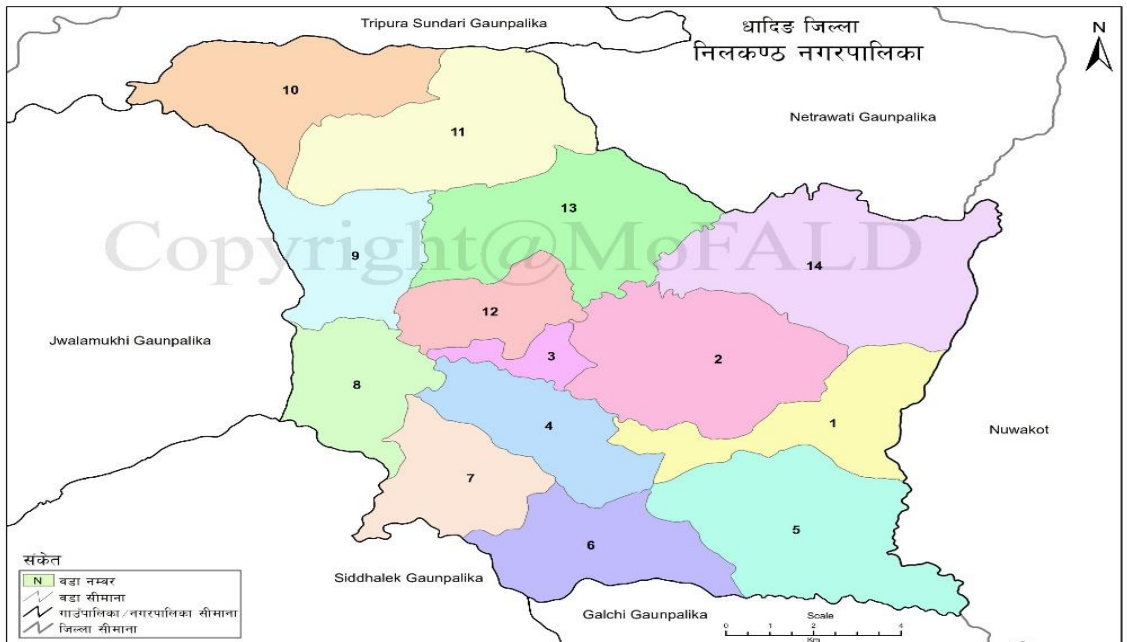 Tripura Sundari Gaunpalika
धादिङ जिल्ला
निलकण्ठ नगरपालिका
N
Netrawati Gaunpalika
10
11
13
Copyright@MoFALD
9
14
12
Jwalamukhi Gaunpalika
3
2
8
4
1
Nuwakot
7
5
6
संकेत
N वडा नम्बर
वडा सीमाना
गाउँपालिका/नगरपालिका सीमाना
जिल्ला सीमाना
Siddhalek Gaunpalika
Galchi Gaunpalika
Scale
0 1 2 4
Km